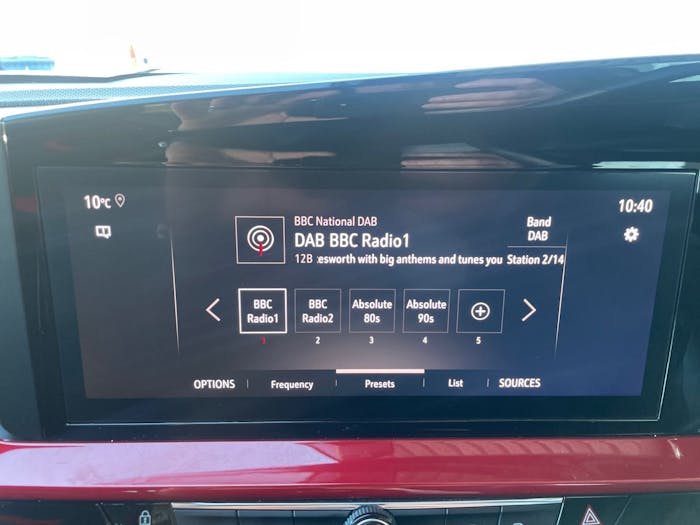 10°C
10:40
BBC National DAB
DAB BBC Radio1
12B :esworth with big anthems and tunes you
Band
DAB
Station 2/14
BBC
Radio1
BBC
Radio2
Absolute
80s
Absolute
90s
1
2
3
4
5
OPTIONS
Frequency
Presets
List
SOURCES